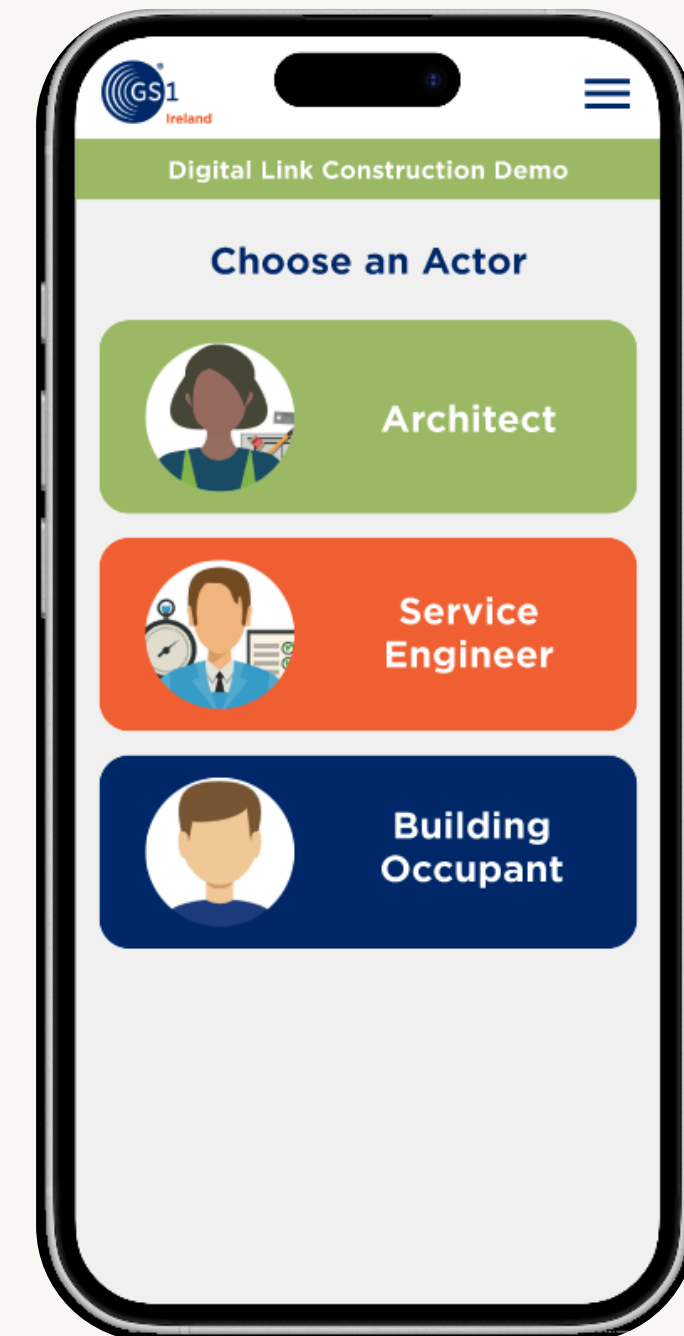 GS1
Ireland
Digital Link Construction Demo
Choose an Actor
Architect
Service
Engineer
Building
Occupant